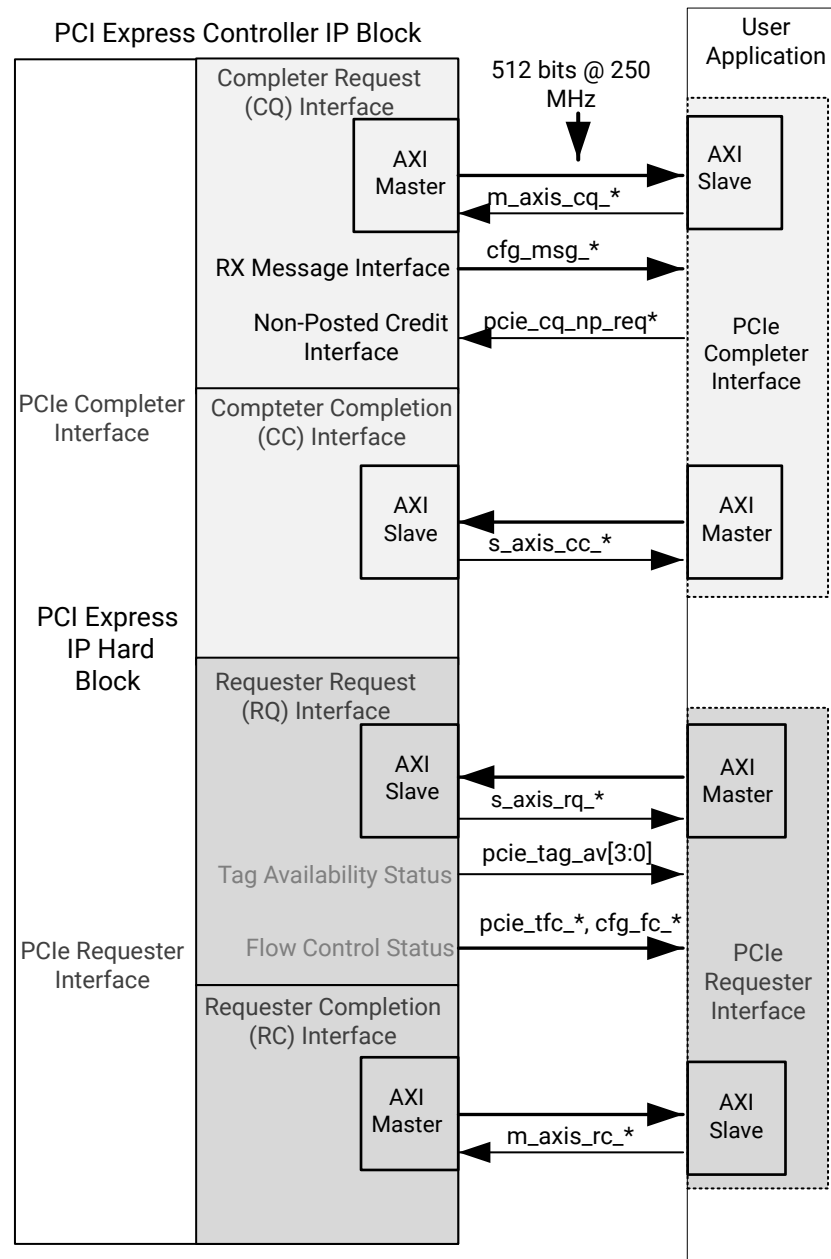 PCI Express Controller IP Block
User
Application
Completer Request
(CQ) Interface
512 bits @ 250
MHz
AXI
Master
AXI
Slave
m_axis_cq_*
RX Message Interface
cfg_msg_*
Non-Posted Credit
Interface
pcie_cq_np_req*
PCIe
Completer
Interface
PCIe Completer
Interface
Compteter Completion
(CC) Interface
AXI
Slave
AXI
Master
s_axis_cc_*
PCI Express
IP Hard
Block
Requester Request
(RQ) Interface
AXI
Slave
AXI
Master
s_axis_rq_*
Tag Availability Status
pcie_tag_av[3:0]
Flow Control Status
pcie_tfc_*, cfg_fc_*
PCIe Requester
Interface
PCIe
Requester
Interface
Requester Completion
(RC) Interface
AXI
Master
AXI
Slave
m_axis_rc_*